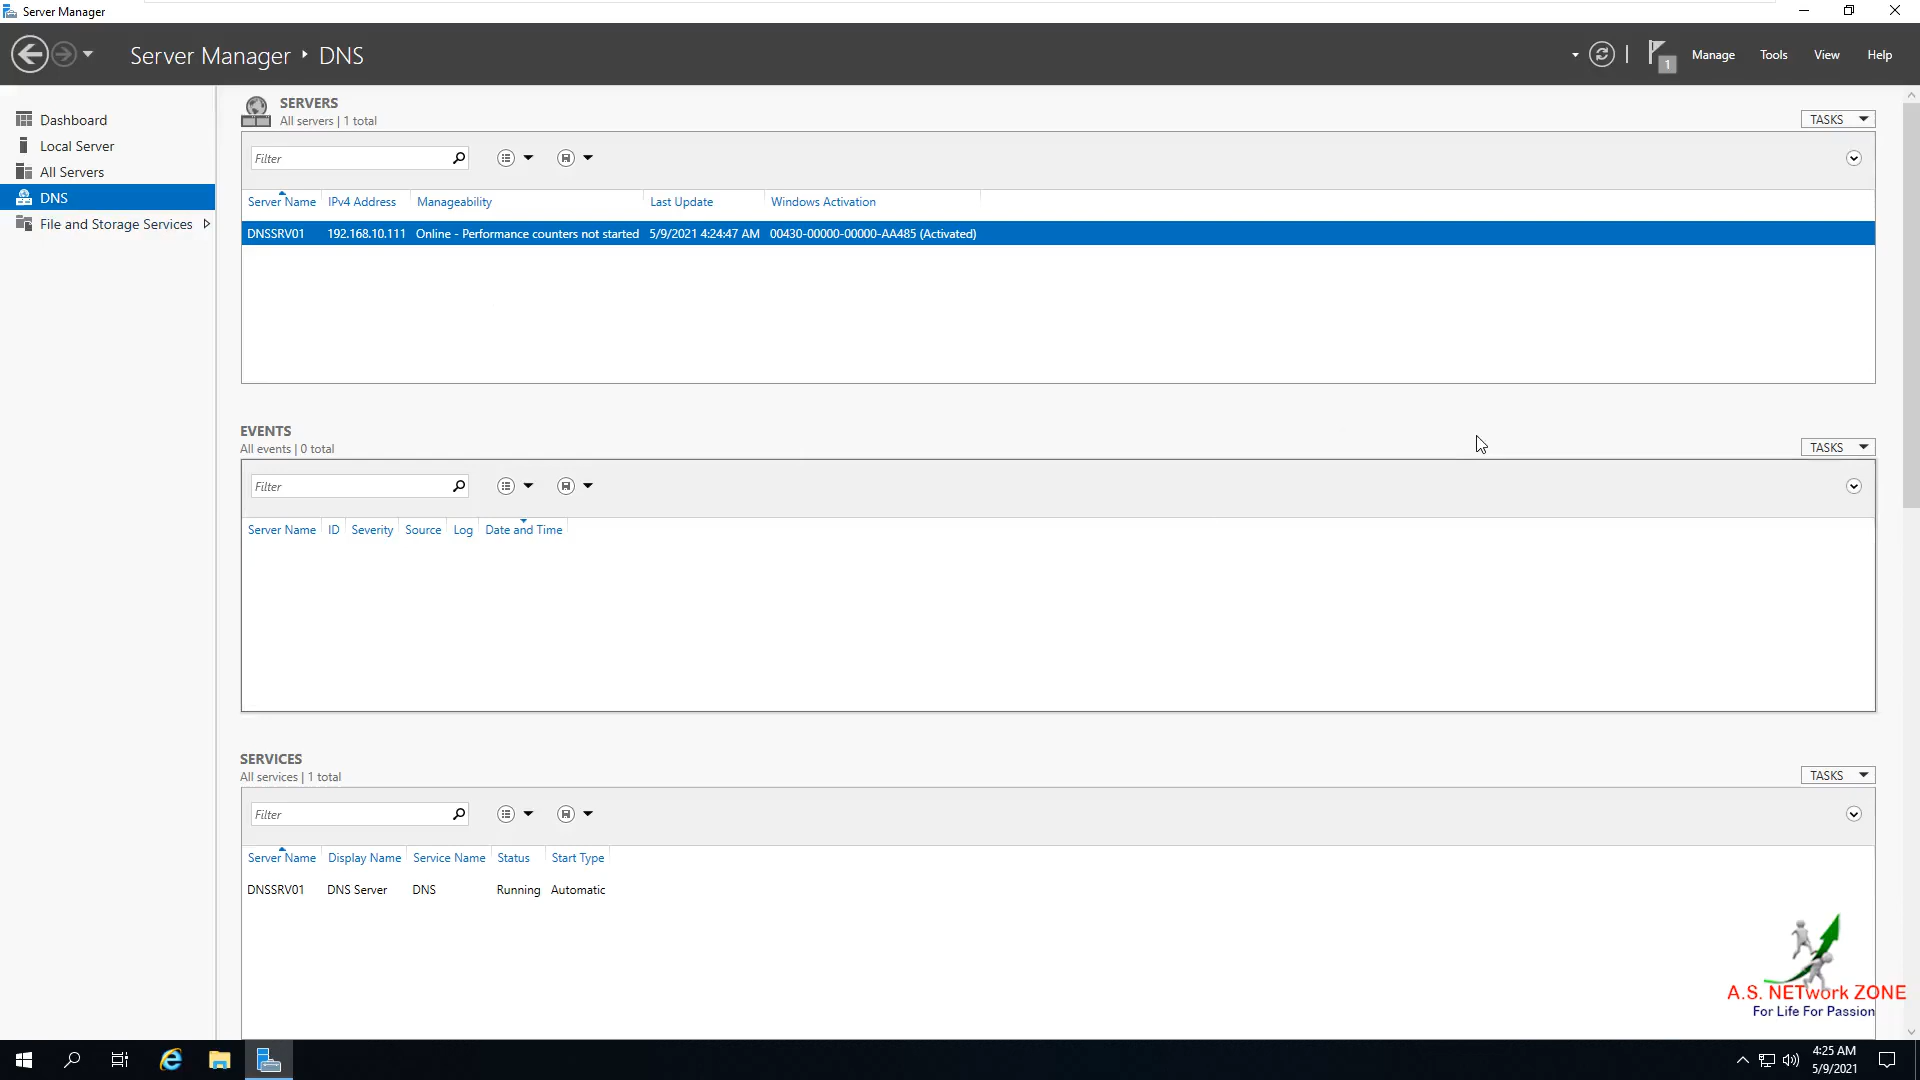 Server Manager
Server Manager ‣ DNS
1
Manage
Tools
View
Help
Dashboard
Local Server
All Servers
DNS
File and Storage Services
SERVERS
All servers | 1 total
TASKS
Filter
Server Name IPv4 Address Manageability Last Update Windows Activation
DNSSRV01 192.168.10.111 Online - Performance counters not started 5/9/2021 4:24:47 AM 00430-00000-00000-AA485 (Activated)
EVENTS
All events | 0 total
TASKS
Filter
Server Name ID Severity Source Log Date and Time
SERVICES
All services | 1 total
TASKS
Filter
Server Name Display Name Service Name Status Start Type
DNSSRV01 DNS Server DNS Running Automatic
A.S. NETwork ZONE
For Life For Passion
4:25 AM
5/9/2021